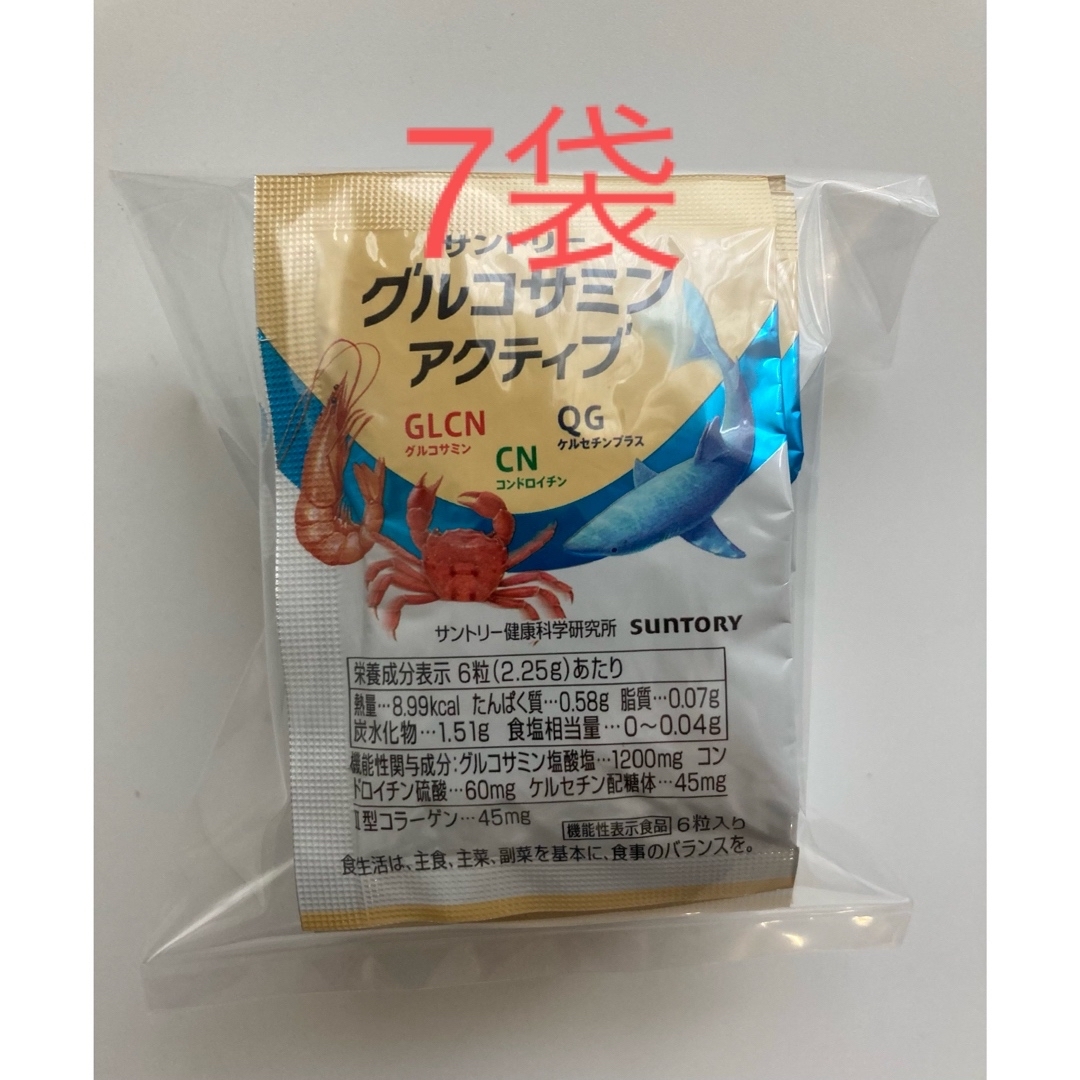 7袋
サントリー
グルコサミン
アクティブ
GLCN
グルコサミン
QG
ケルセチンプラス
CN
コンドロイチン
サントリー健康科学研究所 SUNTORY
栄養成分表示 6粒(2.25g)あたり
熱量…8.99kcal たんぱく質…0.58g 脂質…0.07g
炭水化物…1.51g 食塩相当量…0〜0.04g
機能性関与成分:グルコサミン塩酸塩…1200mg コン
ドロイチン硫酸…60mg ケルセチン配糖体…45mg
II型コラーゲン…45mg
機能性表示食品 6粒入り
食生活は、主食、主菜、副菜を基本に、食事のバランスを。